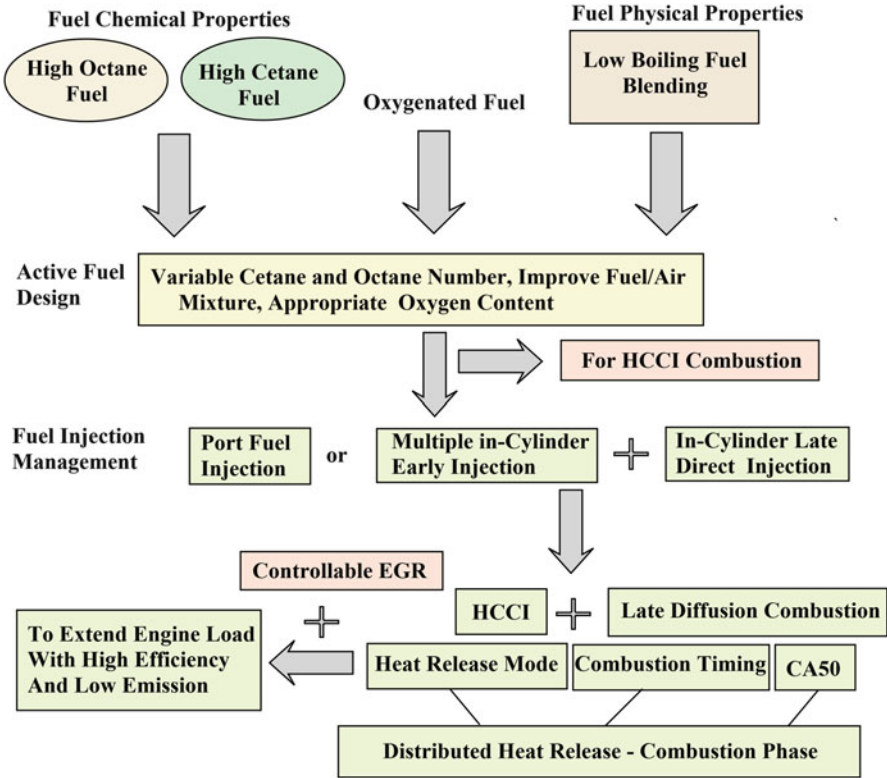 Fuel Chemical Properties
Fuel Physical Properties
High Octane
Fuel
High Cetane
Fuel
Oxygenated Fuel
Low Boiling Fuel
Blending
Active Fuel
Design
Variable Cetane and Octane Number, Improve Fuel/Air
Mixture, Appropriate Oxygen Content
For HCCI Combustion
Fuel Injection
Management
Port Fuel
Injection
or
Multiple in-Cylinder
Early Injection
In-Cylinder Late
Direct Injection
Controllable EGR
HCCI
Late Diffusion Combustion
To Extend Engine Load
With High Efficiency
And Low Emission
Heat Release Mode
Combustion Timing
CA50
Distributed Heat Release - Combustion Phase